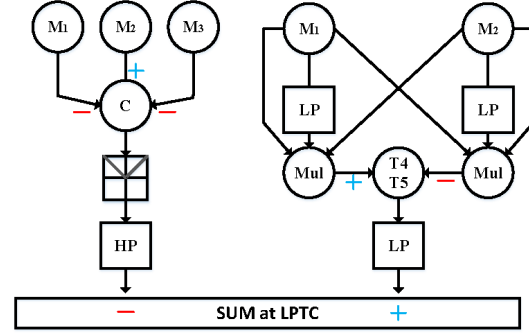 M1 M2 M3 M1 M2
+
LP LP
− C −
Mul T4 T5 Mul
+ −
HP LP
− SUM at LPTC +